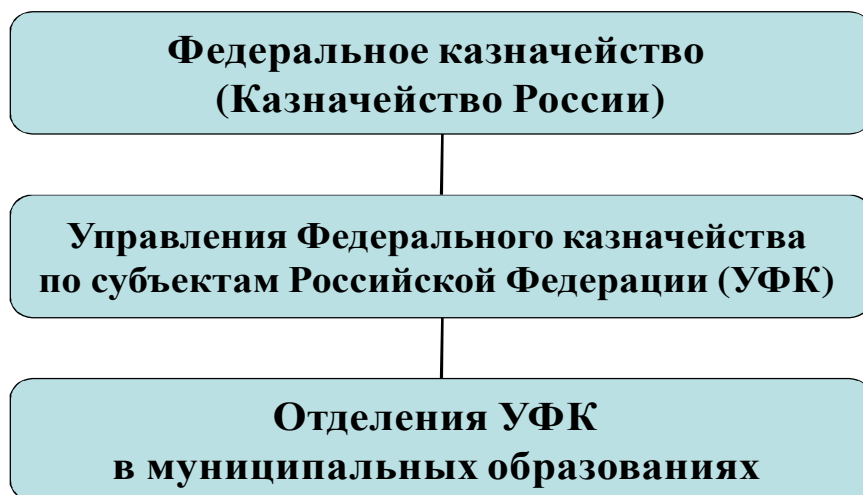 Федеральное казначейство
(Казначейство России)
Управления Федерального казначейства
по субъектам Российской Федерации (УФК)
Отделения УФК
в муниципальных образованиях